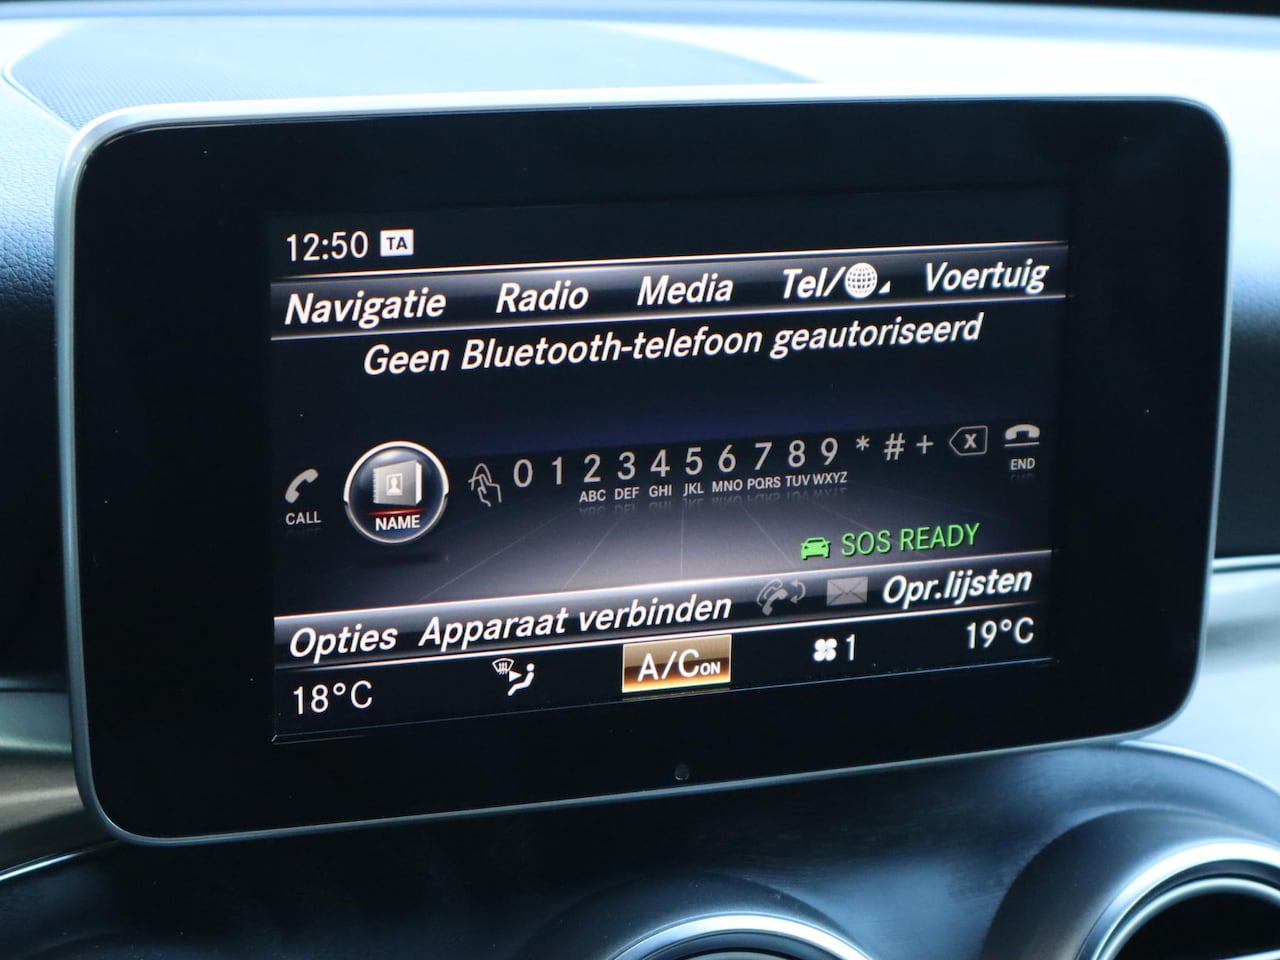 12:50 TA
Navigatie Radio Media Tel/ Voertuig
Geen Bluetooth-telefoon geautoriseerd
0 1 2 3 4 5 6 7 8 9 * # + X
ABC DEF GHI JKL MNO PQRS TUV WXYZ
CALL NAME END
SOS READY
Opties Apparaat verbinden Opr.lijsten
18°C A/C ON 1 19°C